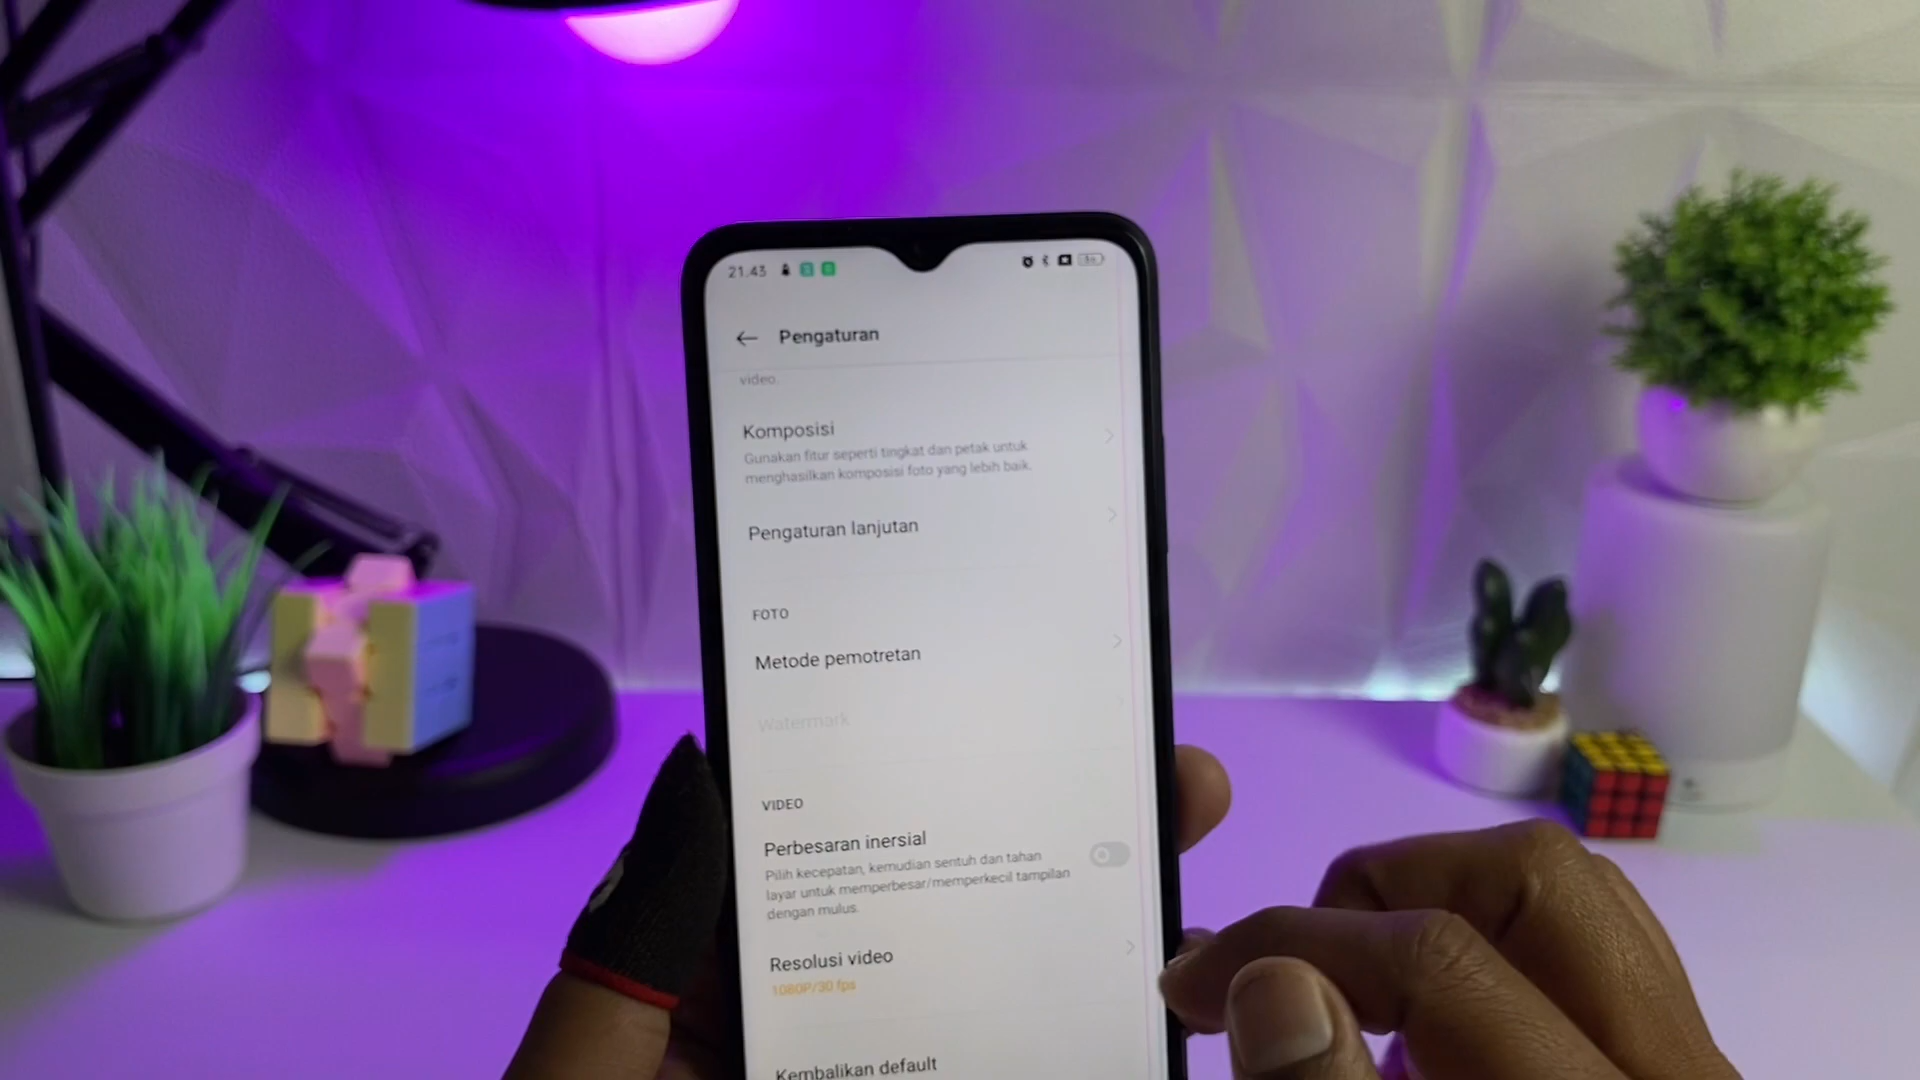 21.43
Pengaturan
video.
Komposisi
Gunakan fitur seperti tingkat dan petak untuk
menghasilkan komposisi foto yang lebih baik.
Pengaturan lanjutan
FOTO
Metode pemotretan
Watermark
VIDEO
Perbesaran inersial
Pilih kecepatan, kemudian sentuh dan tahan
layar untuk memperbesar/memperkecil tampilan
dengan mulus.
Resolusi video
1080P/30 fps
Kembalikan default